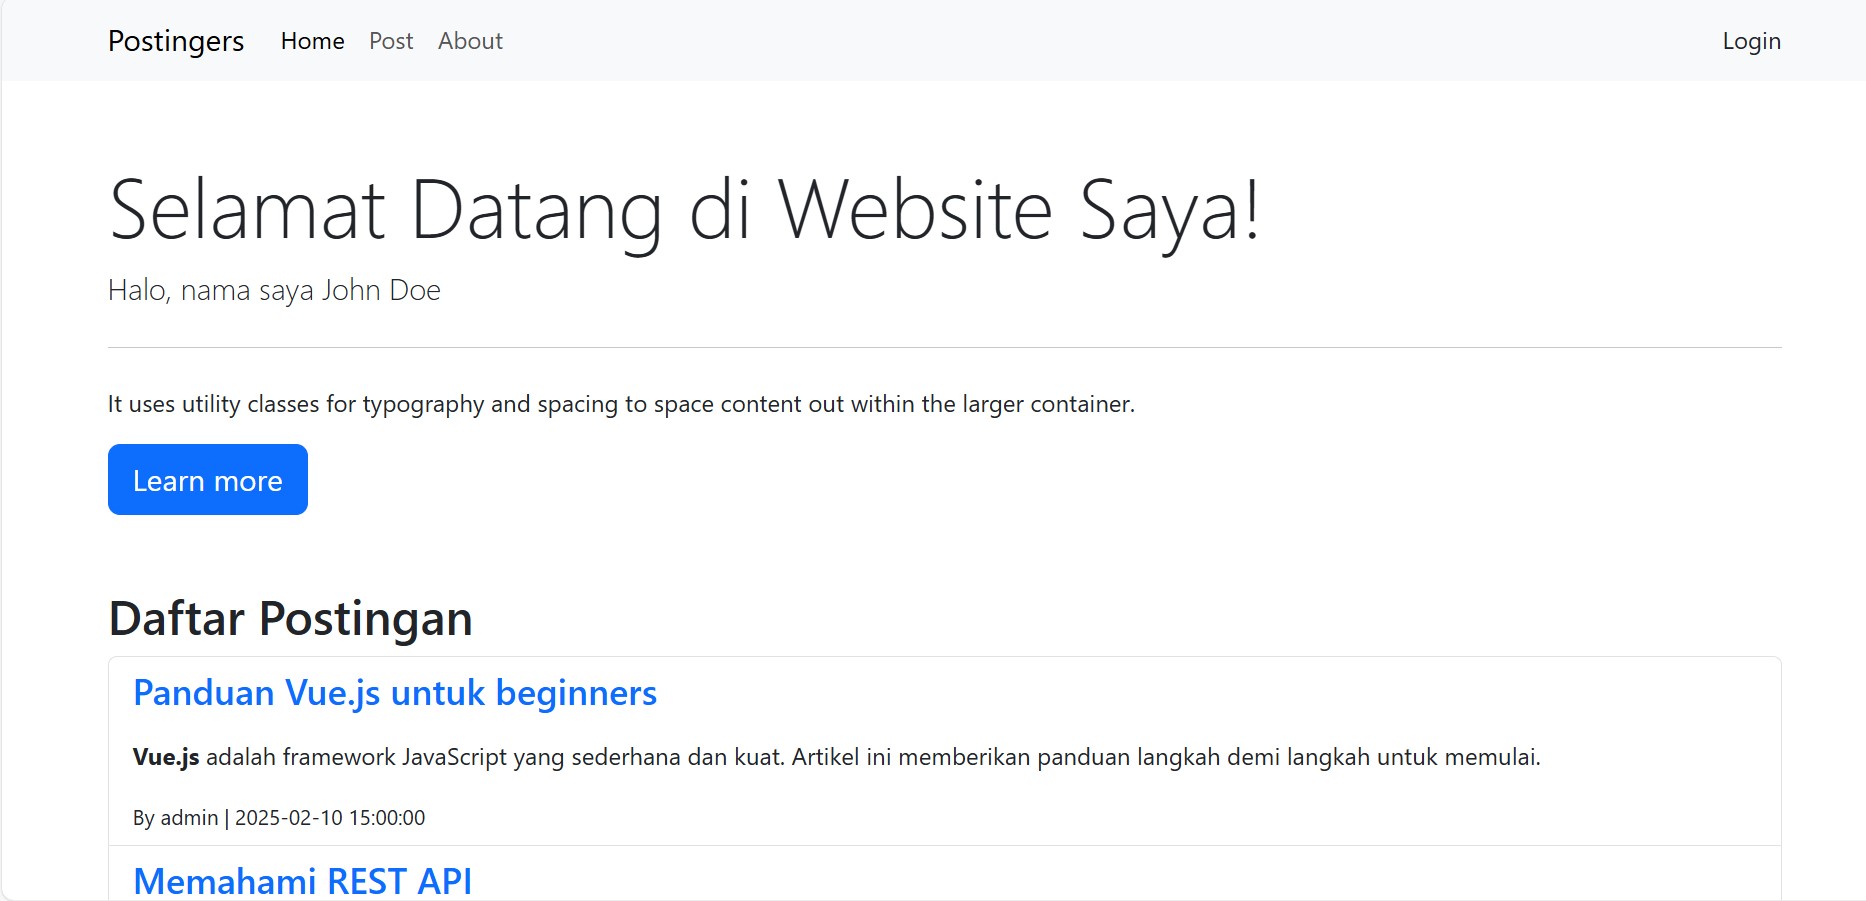 Postingers Home Post About Login
Selamat Datang di Website Saya!
Halo, nama saya John Doe
It uses utility classes for typography and spacing to space content out within the larger container.
Learn more
Daftar Postingan
Panduan Vue.js untuk beginners
Vue.js adalah framework JavaScript yang sederhana dan kuat. Artikel ini memberikan panduan langkah demi langkah untuk memulai.
By admin | 2025-02-10 15:00:00
Memahami REST API